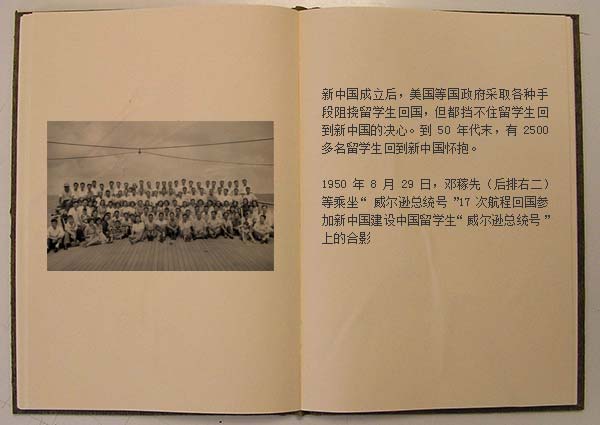 新中国成立后，美国等国政府采取各种手
段阻挠留学生回国，但都挡不住留学生回
到新中国的决心。到 50 年代末，有 2500
多名留学生回到新中国怀抱。
1950 年 8 月 29 日，邓稼先（后排右二）
等乘坐“ 威尔逊总统号 ”17 次航程回国参
加新中国建设中国留学生“ 威尔逊总统号 ”
上的合影